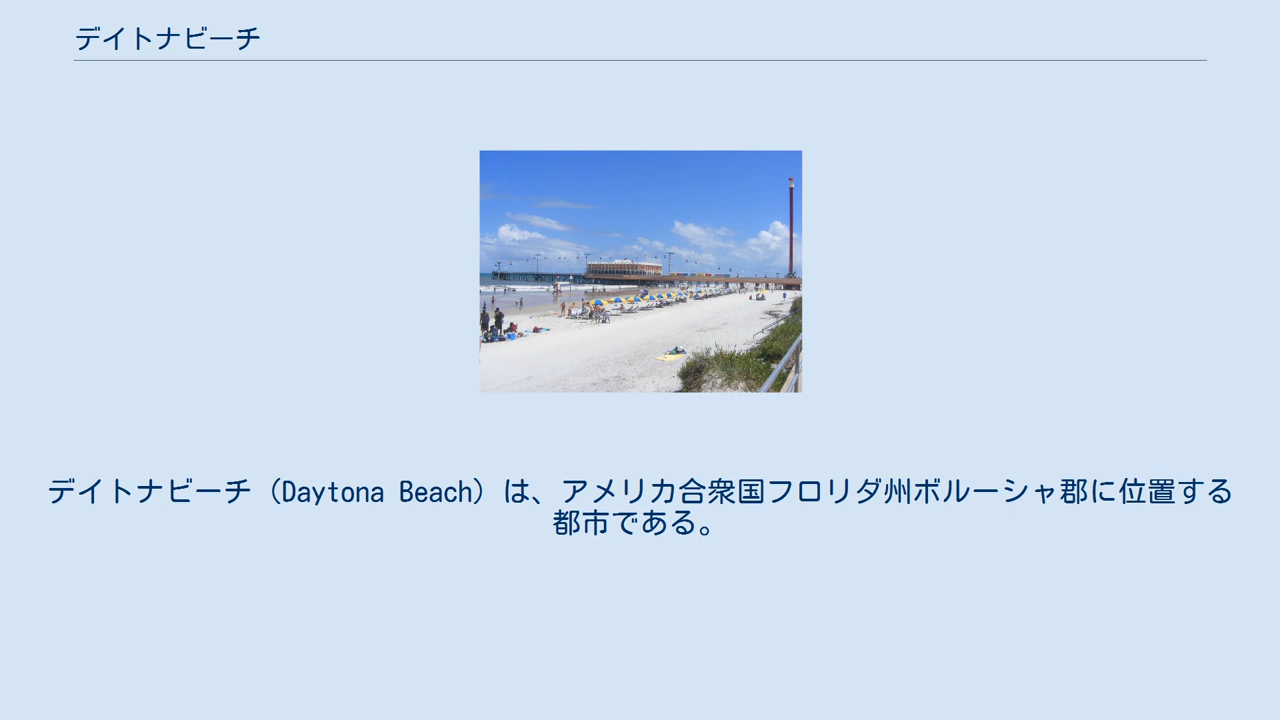 デイトナビーチ
デイトナビーチ（Daytona Beach）は、アメリカ合衆国フロリダ州ボルーシャ郡に位置する
都市である。